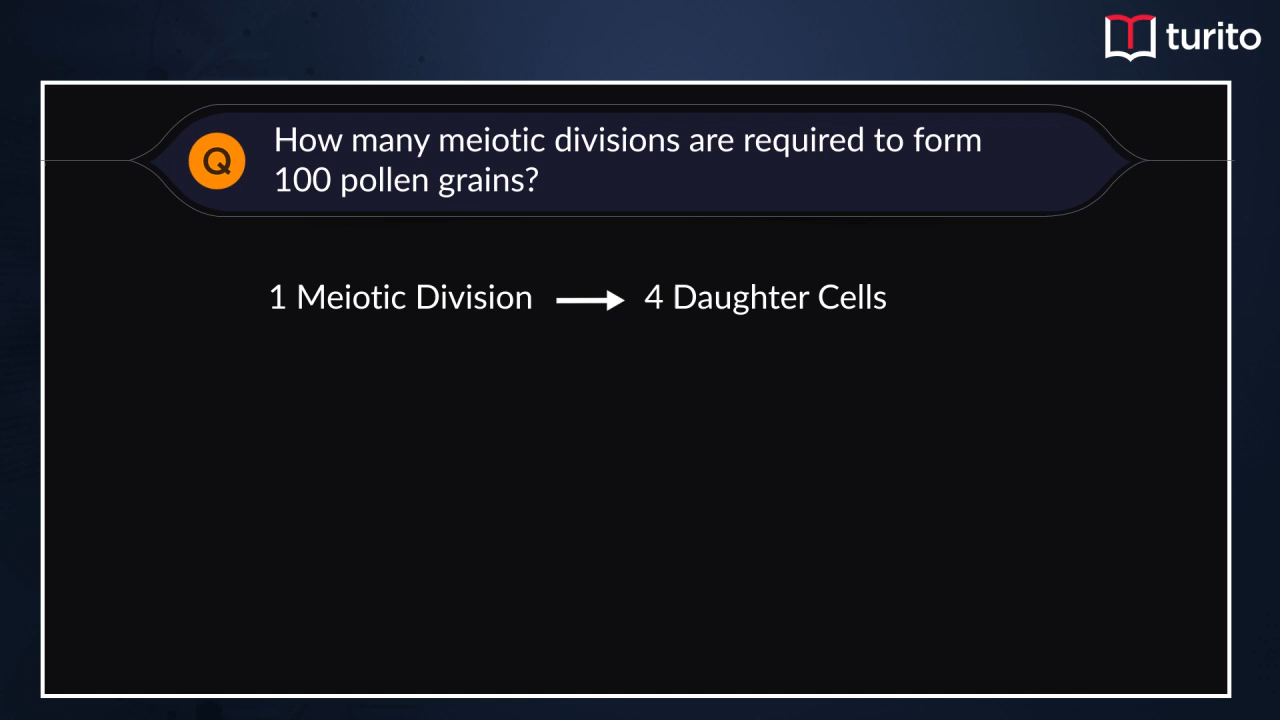 turito
Q
How many meiotic divisions are required to form
100 pollen grains?
1 Meiotic Division
4 Daughter Cells